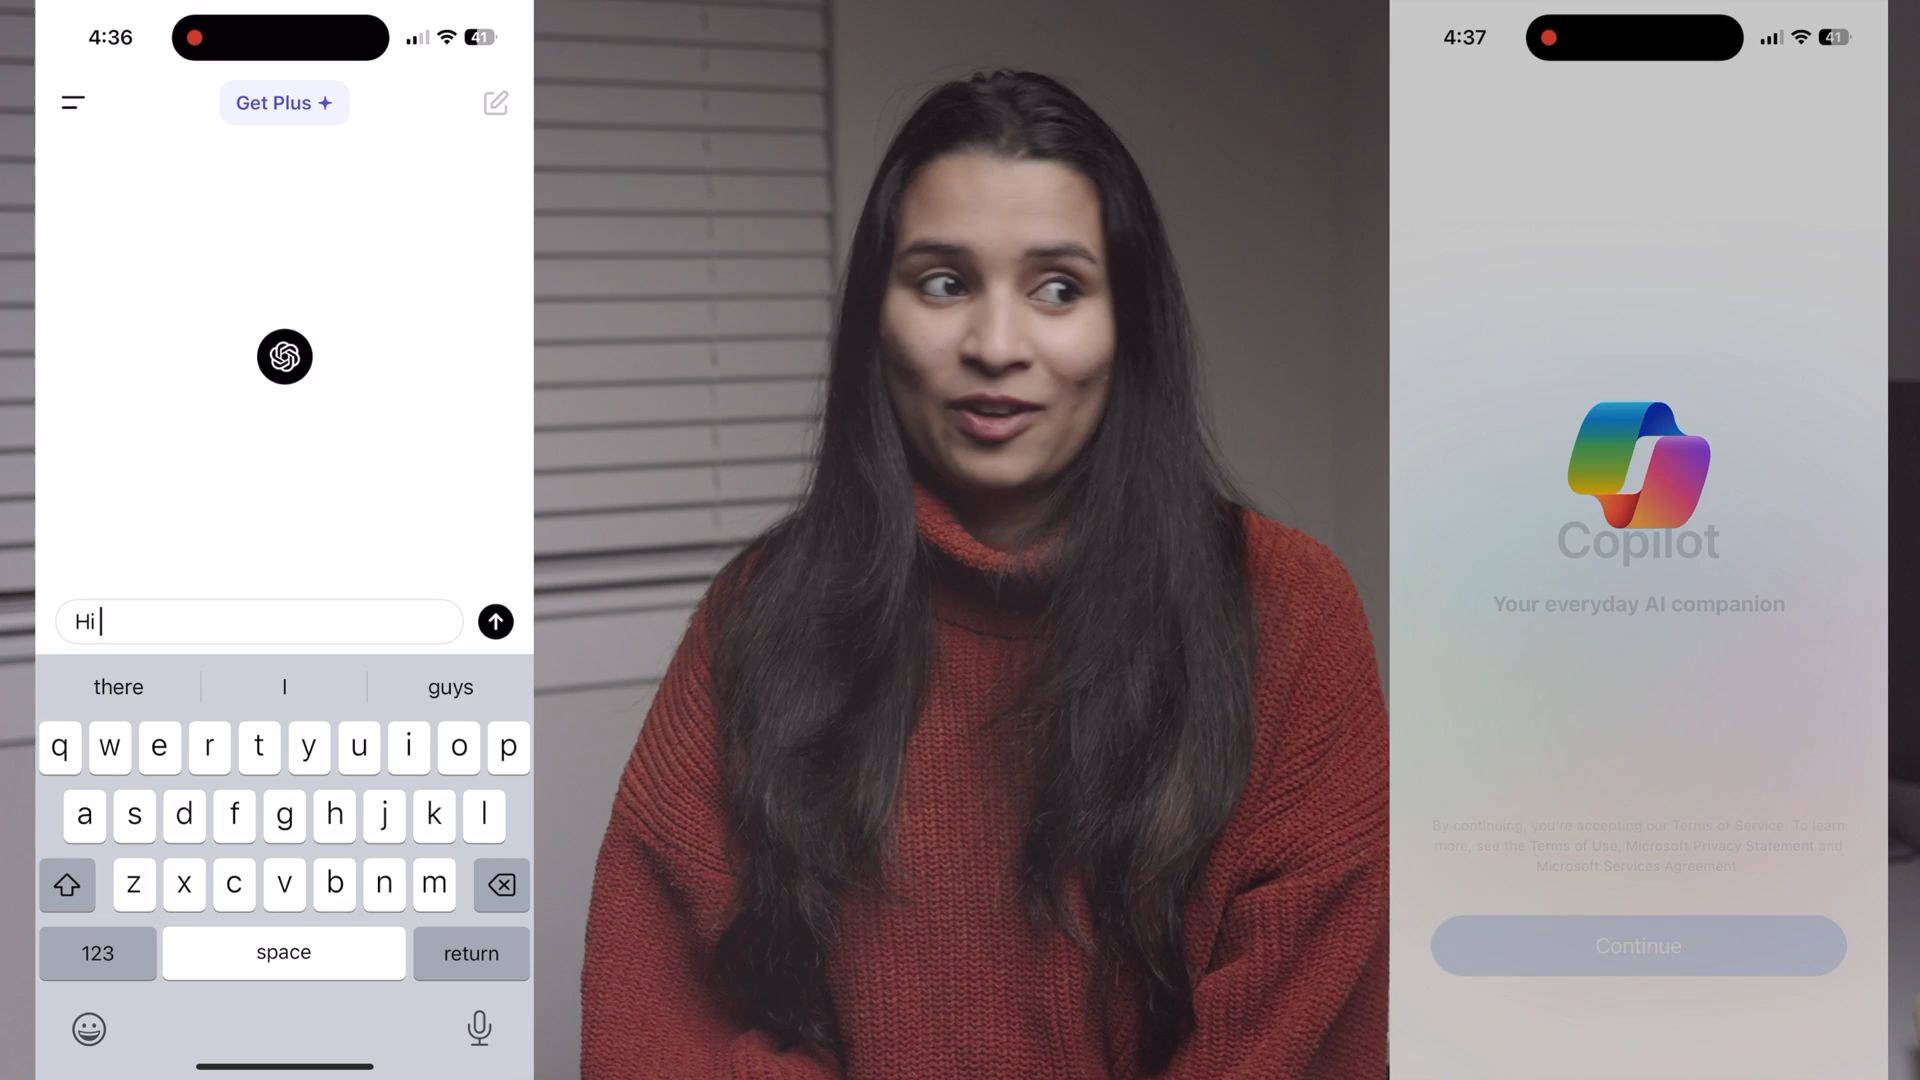 4:36
41
Get Plus
Hi
there
I
guys
q w e r t y u i o p
a s d f g h j k l
z x c v b n m
123
space
return
4:37
41
Copilot
Your everyday AI companion
By continuing, you're accepting our Terms of Service. To learn
more, see the Terms of Use, Microsoft Privacy Statement and
Microsoft Services Agreement
Continue